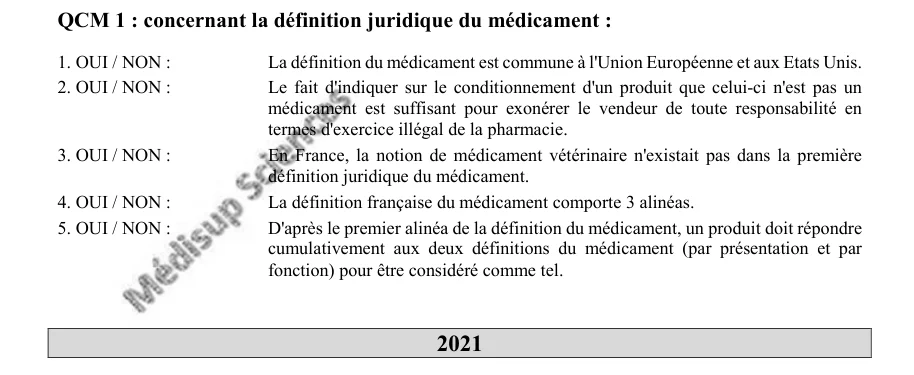 QCM 1 : concernant la définition juridique du médicament :
1. OUI / NON : La définition du médicament est commune à l'Union Européenne et aux Etats Unis.
2. OUI / NON : Le fait d'indiquer sur le conditionnement d'un produit que celui-ci n'est pas un
médicament est suffisant pour exonérer le vendeur de toute responsabilité en
termes d'exercice illégal de la pharmacie.
3. OUI / NON : En France, la notion de médicament vétérinaire n'existait pas dans la première
définition juridique du médicament.
4. OUI / NON : La définition française du médicament comporte 3 alinéas.
5. OUI / NON : D'après le premier alinéa de la définition du médicament, un produit doit répondre
cumulativement aux deux définitions du médicament (par présentation et par
fonction) pour être considéré comme tel.
Médisup Sciences
2021